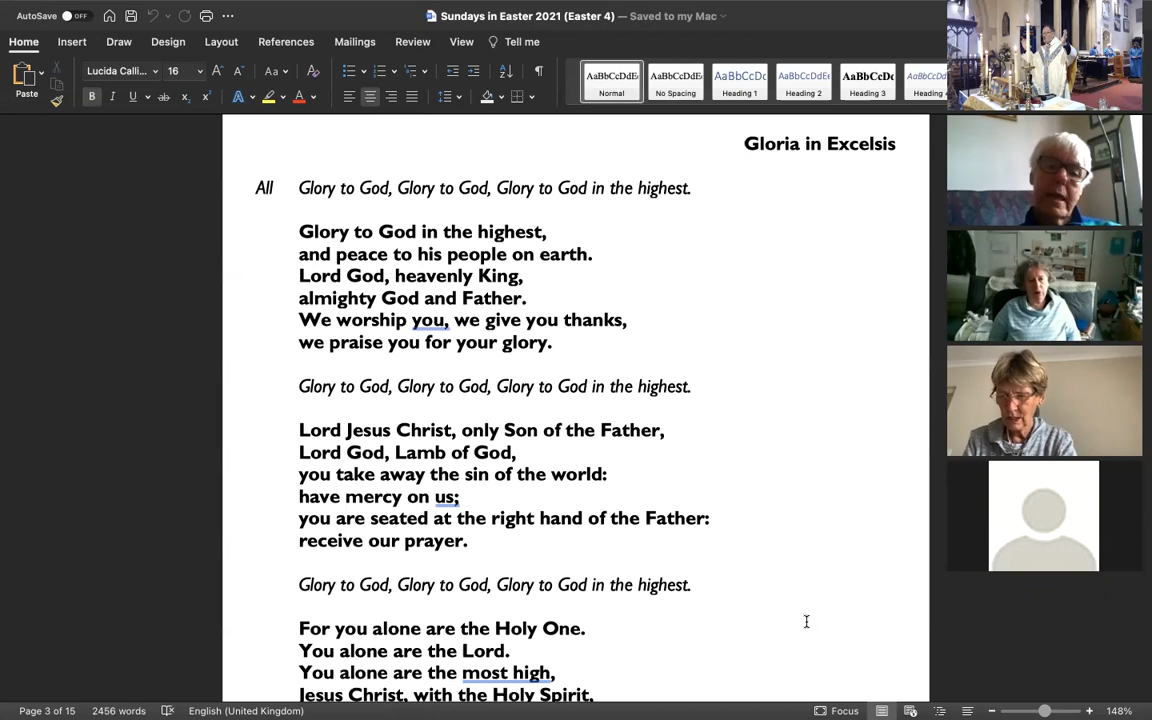 AutoSave OFF
Sundays in Easter 2021 (Easter 4) — Saved to my Mac
Home Insert Draw Design Layout References Mailings Review View Tell me
Paste
Lucida Calli... 16
AaBbCcDdEe AaBbCcDdEe AaBbCcDc AaBbCcDdEe AaBbCcDc AaBbCcDdE
Normal No Spacing Heading 1 Heading 2 Heading 3 Heading
Gloria in Excelsis
All Glory to God, Glory to God, Glory to God in the highest.
Glory to God in the highest,
and peace to his people on earth.
Lord God, heavenly King,
almighty God and Father.
We worship you, we give you thanks,
we praise you for your glory.
Glory to God, Glory to God, Glory to God in the highest.
Lord Jesus Christ, only Son of the Father,
Lord God, Lamb of God,
you take away the sin of the world:
have mercy on us;
you are seated at the right hand of the Father:
receive our prayer.
Glory to God, Glory to God, Glory to God in the highest.
For you alone are the Holy One.
You alone are the Lord.
You alone are the most high,
Jesus Christ, with the Holy Spirit,
Page 3 of 15 2456 words English (United Kingdom) Focus 148%